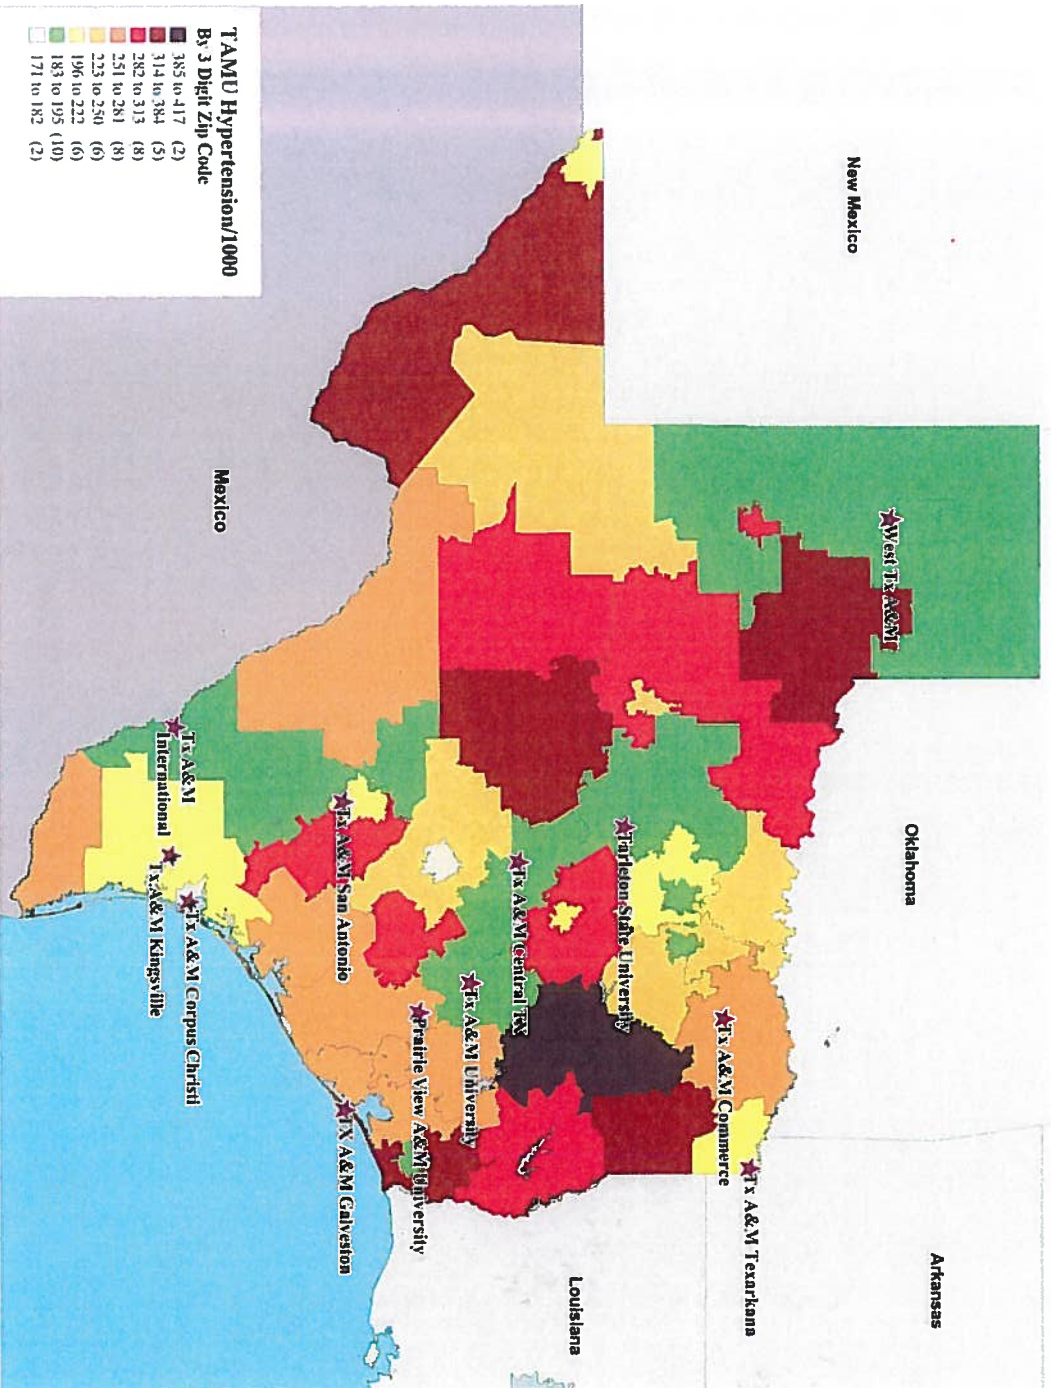 New Mexico
Oklahoma
Arkansas
Louisiana
Mexico
West Tx A&M
Tx A&M Texarkana
Tx A&M Commerce
Tarleton State University
Tx A&M Central TX
Tx A&M University
Prairie View A&M University
Tx A&M San Antonio
TX A&M Galveston
Tx A&M
International
Tx A&M Corpus Christi
Tx A&M Kingsville
TAMU Hypertension/1000
By 3 Digit Zip Code
385 to 417 (2)
314 to 384 (5)
282 to 313 (8)
251 to 281 (8)
223 to 250 (6)
196 to 222 (6)
183 to 195 (10)
171 to 182 (2)